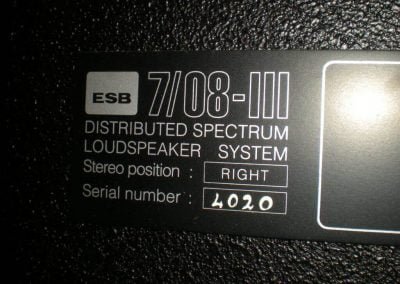 ESB 7/08-III
DISTRIBUTED SPECTRUM
LOUDSPEAKER SYSTEM
Stereo position : RIGHT
Serial number : 4020